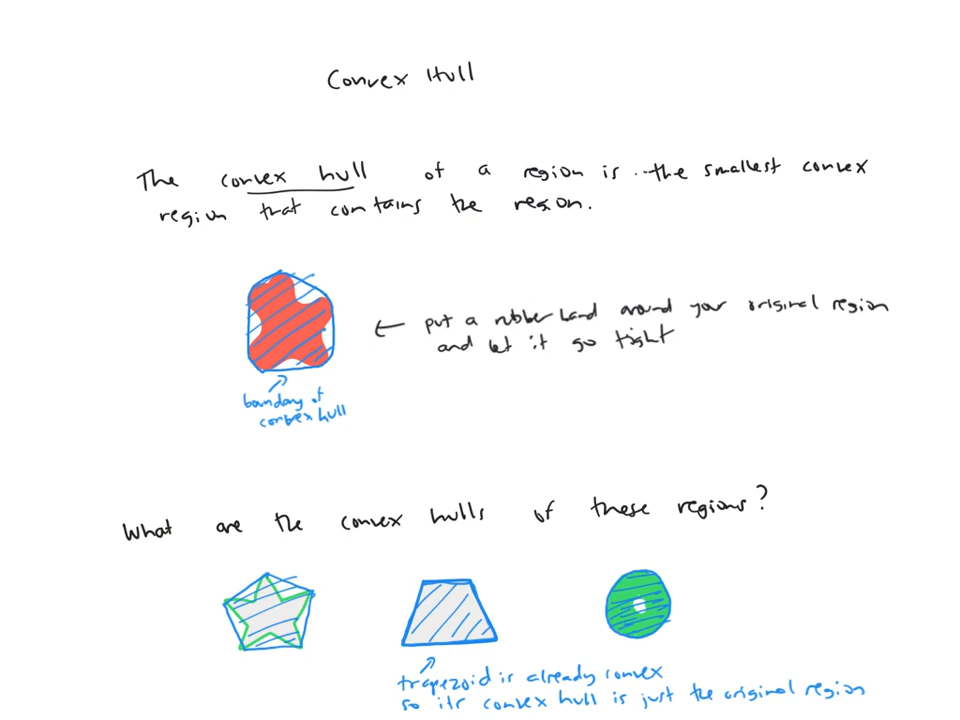 Convex Hull
The convex hull of a region is the smallest convex
region that contains the region.
← put a rubber band around your original region
and let it go tight
boundary of
convex hull
What are the convex hulls of these regions?
trapezoid is already convex
so its convex hull is just the original region